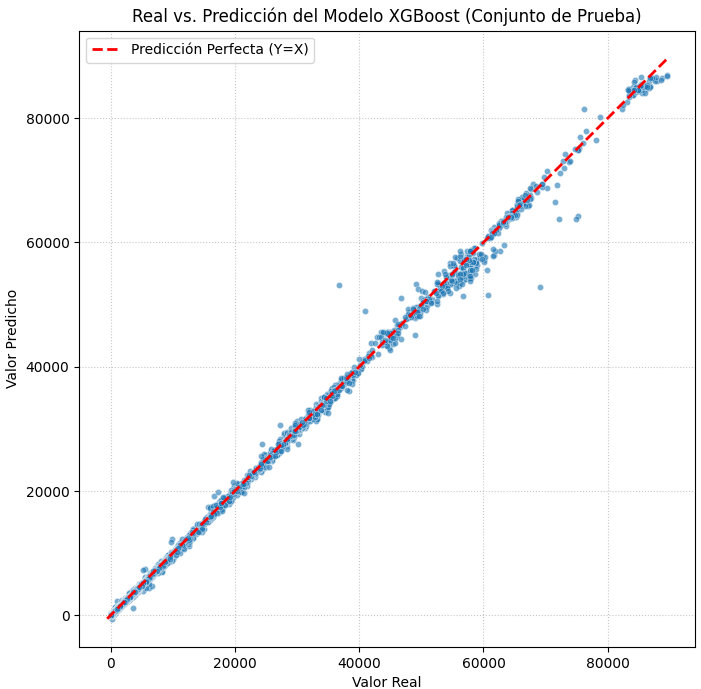 Real vs. Predicción del Modelo XGBoost (Conjunto de Prueba)
Predicción Perfecta (Y=X)
Valor Predicho
80000
60000
40000
20000
0
0 20000 40000 60000 80000
Valor Real